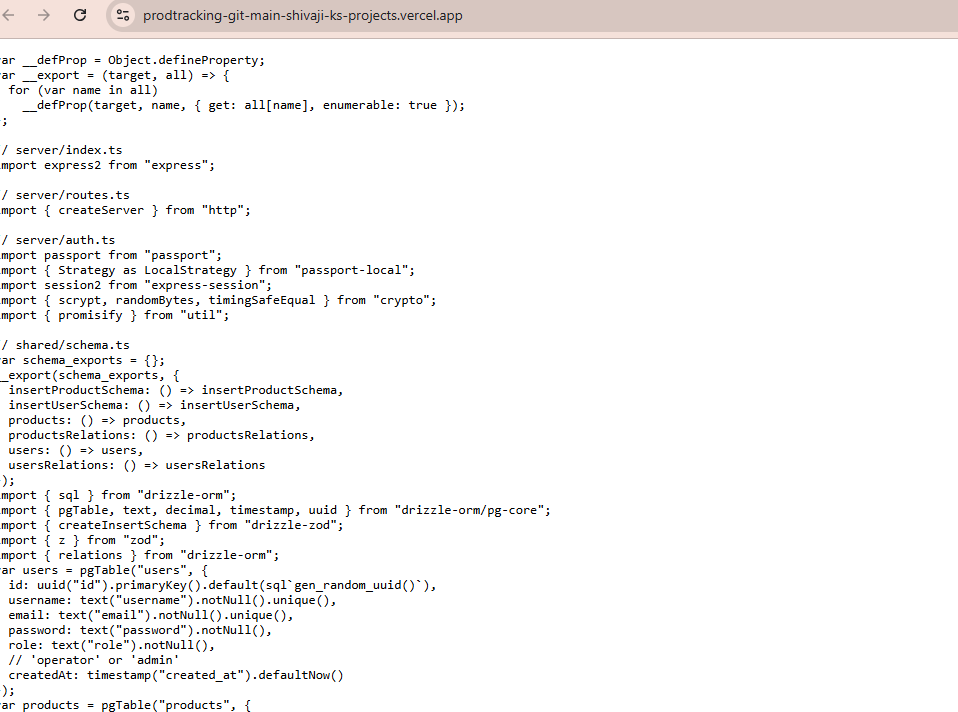 prodtracking-git-main-shivaji-ks-projects.vercel.app
ar __defProp = Object.defineProperty;
ar __export = (target, all) => {
  for (var name in all)
    __defProp(target, name, { get: all[name], enumerable: true });
;
/ server/index.ts
mport express2 from "express";
/ server/routes.ts
mport { createServer } from "http";
/ server/auth.ts
mport passport from "passport";
mport { Strategy as LocalStrategy } from "passport-local";
mport session2 from "express-session";
mport { scrypt, randomBytes, timingSafeEqual } from "crypto";
mport { promisify } from "util";
/ shared/schema.ts
ar schema_exports = {};
_export(schema_exports, {
  insertProductSchema: () => insertProductSchema,
  insertUserSchema: () => insertUserSchema,
  products: () => products,
  productsRelations: () => productsRelations,
  users: () => users,
  usersRelations: () => usersRelations
);
mport { sql } from "drizzle-orm";
mport { pgTable, text, decimal, timestamp, uuid } from "drizzle-orm/pg-core";
mport { createInsertSchema } from "drizzle-zod";
mport { z } from "zod";
mport { relations } from "drizzle-orm";
ar users = pgTable("users", {
  id: uuid("id").primaryKey().default(sql`gen_random_uuid()`),
  username: text("username").notNull().unique(),
  email: text("email").notNull().unique(),
  password: text("password").notNull(),
  role: text("role").notNull(),
  // 'operator' or 'admin'
  createdAt: timestamp("created_at").defaultNow()
);
ar products = pgTable("products", {